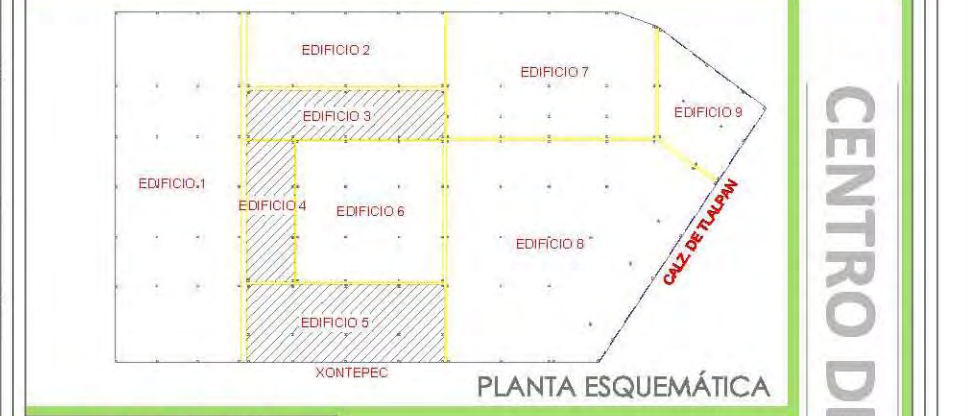 EDIFICIO 2
EDIFICIO 7
EDIFICIO 3
EDIFICIO 9
EDIFICIO 1
EDIFICIO 4
EDIFICIO 6
EDIFICIO 8
CALZ. DE TLALPAN
EDIFICIO 5
XONTEPEC
PLANTA ESQUEMÁTICA
CENTRO